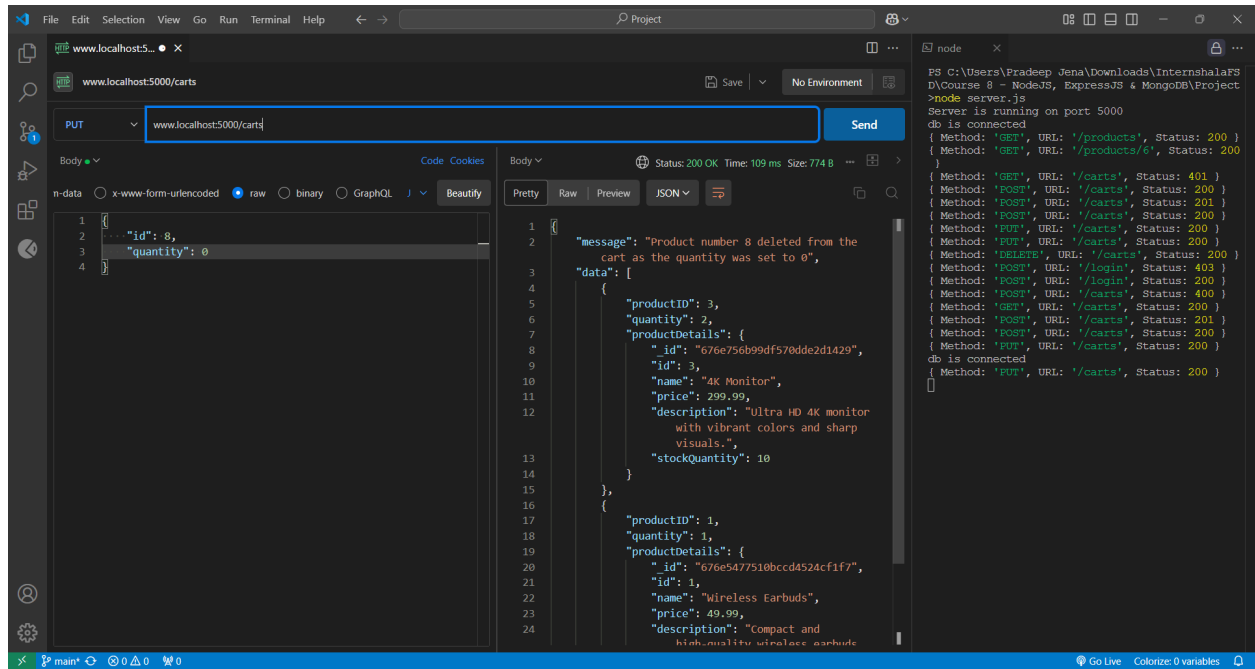 File Edit Selection View Go Run Terminal Help
Project
www.localhost:5...
node
www.localhost:5000/carts
Save
No Environment
PUT
www.localhost:5000/carts
Send
Body
Code Cookies
n-data
x-www-form-urlencoded
raw
binary
GraphQL
Beautify
1 {
2 ····"id":·8,
3 "quantity": 0
4 }
Body
Status: 200 OK Time: 109 ms Size: 774 B
Pretty Raw Preview JSON
1 {
2 "message": "Product number 8 deleted from the
cart as the quantity was set to 0",
3 "data": [
4 {
5 "productID": 3,
6 "quantity": 2,
7 "productDetails": {
8 "_id": "676e756b99df570dde2d1429",
9 "id": 3,
10 "name": "4K Monitor",
11 "price": 299.99,
12 "description": "Ultra HD 4K monitor
with vibrant colors and sharp
visuals.",
13 "stockQuantity": 10
14 }
15 },
16 {
17 "productID": 1,
18 "quantity": 1,
19 "productDetails": {
20 "_id": "676e5477510bccd4524cf1f7",
21 "id": 1,
22 "name": "Wireless Earbuds",
23 "price": 49.99,
24 "description": "Compact and
high-quality wireless earbuds
PS C:\Users\Pradeep Jena\Downloads\InternshalaFS
D\Course 8 - NodeJS, ExpressJS & MongoDB\Project
>node server.js
Server is running on port 5000
db is connected
{ Method: 'GET', URL: '/products', Status: 200 }
{ Method: 'GET', URL: '/products/6', Status: 200
}
{ Method: 'GET', URL: '/carts', Status: 401 }
{ Method: 'POST', URL: '/carts', Status: 200 }
{ Method: 'POST', URL: '/carts', Status: 201 }
{ Method: 'POST', URL: '/carts', Status: 200 }
{ Method: 'PUT', URL: '/carts', Status: 200 }
{ Method: 'PUT', URL: '/carts', Status: 200 }
{ Method: 'DELETE', URL: '/carts', Status: 200 }
{ Method: 'POST', URL: '/login', Status: 403 }
{ Method: 'POST', URL: '/login', Status: 200 }
{ Method: 'POST', URL: '/carts', Status: 400 }
{ Method: 'GET', URL: '/carts', Status: 200 }
{ Method: 'POST', URL: '/carts', Status: 201 }
{ Method: 'POST', URL: '/carts', Status: 200 }
{ Method: 'PUT', URL: '/carts', Status: 200 }
db is connected
{ Method: 'PUT', URL: '/carts', Status: 200 }
main* 0 0 0
Go Live Colorize: 0 variables